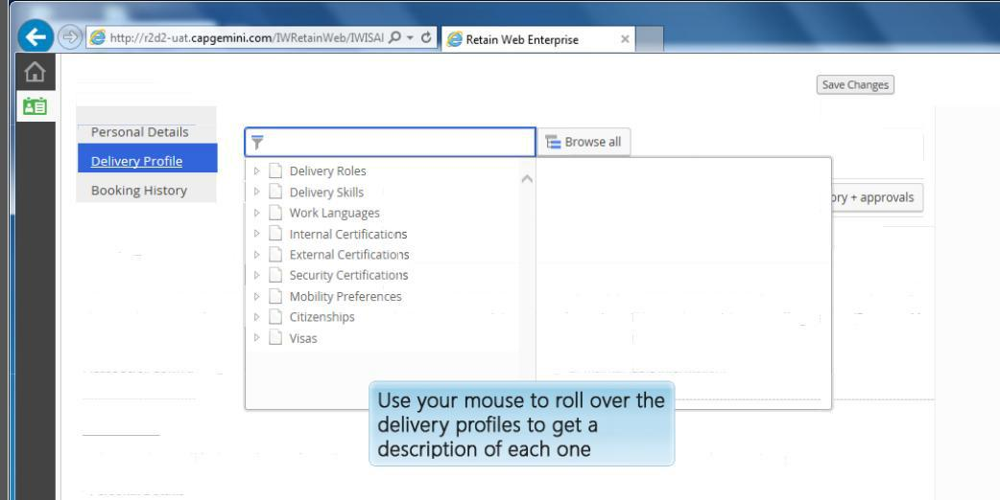 http://r2d2-uat.capgemini.com/IWRetainWeb/IWISAI
Retain Web Enterprise
Save Changes
Personal Details
Delivery Profile
Booking History
Browse all
Delivery Roles
Delivery Skills
Work Languages
Internal Certifications
External Certifications
Security Certifications
Mobility Preferences
Citizenships
Visas
ory + approvals
Use your mouse to roll over the
delivery profiles to get a
description of each one